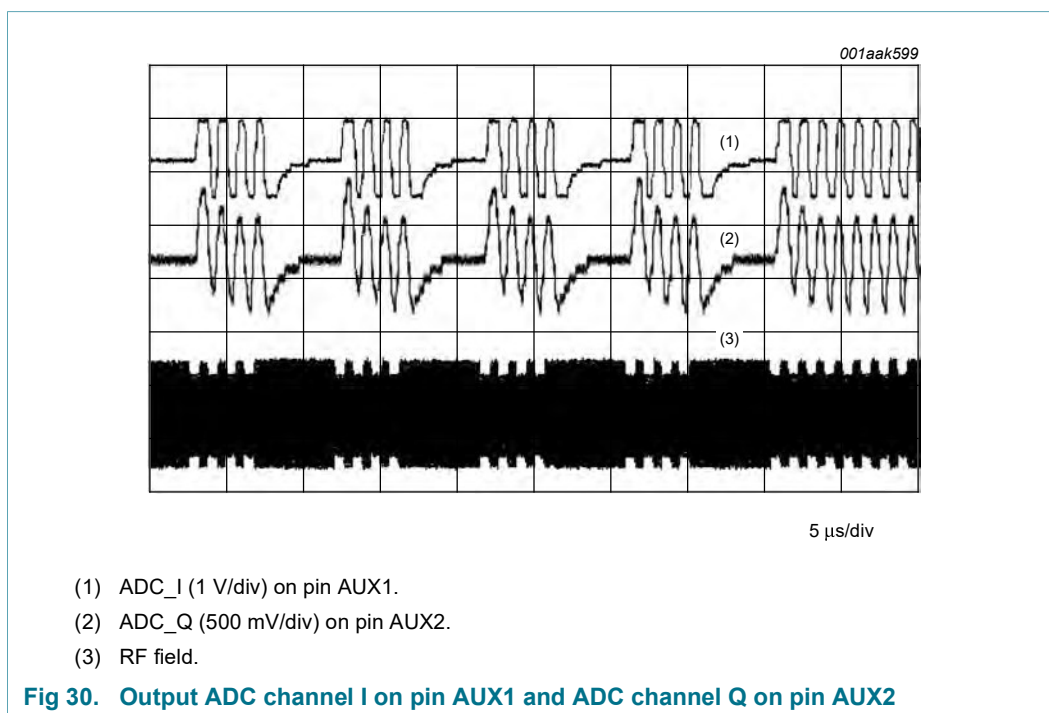 001aak599
(1)
(2)
(3)
5 μs/div
(1) ADC_I (1 V/div) on pin AUX1.
(2) ADC_Q (500 mV/div) on pin AUX2.
(3) RF field.
Fig 30. Output ADC channel I on pin AUX1 and ADC channel Q on pin AUX2